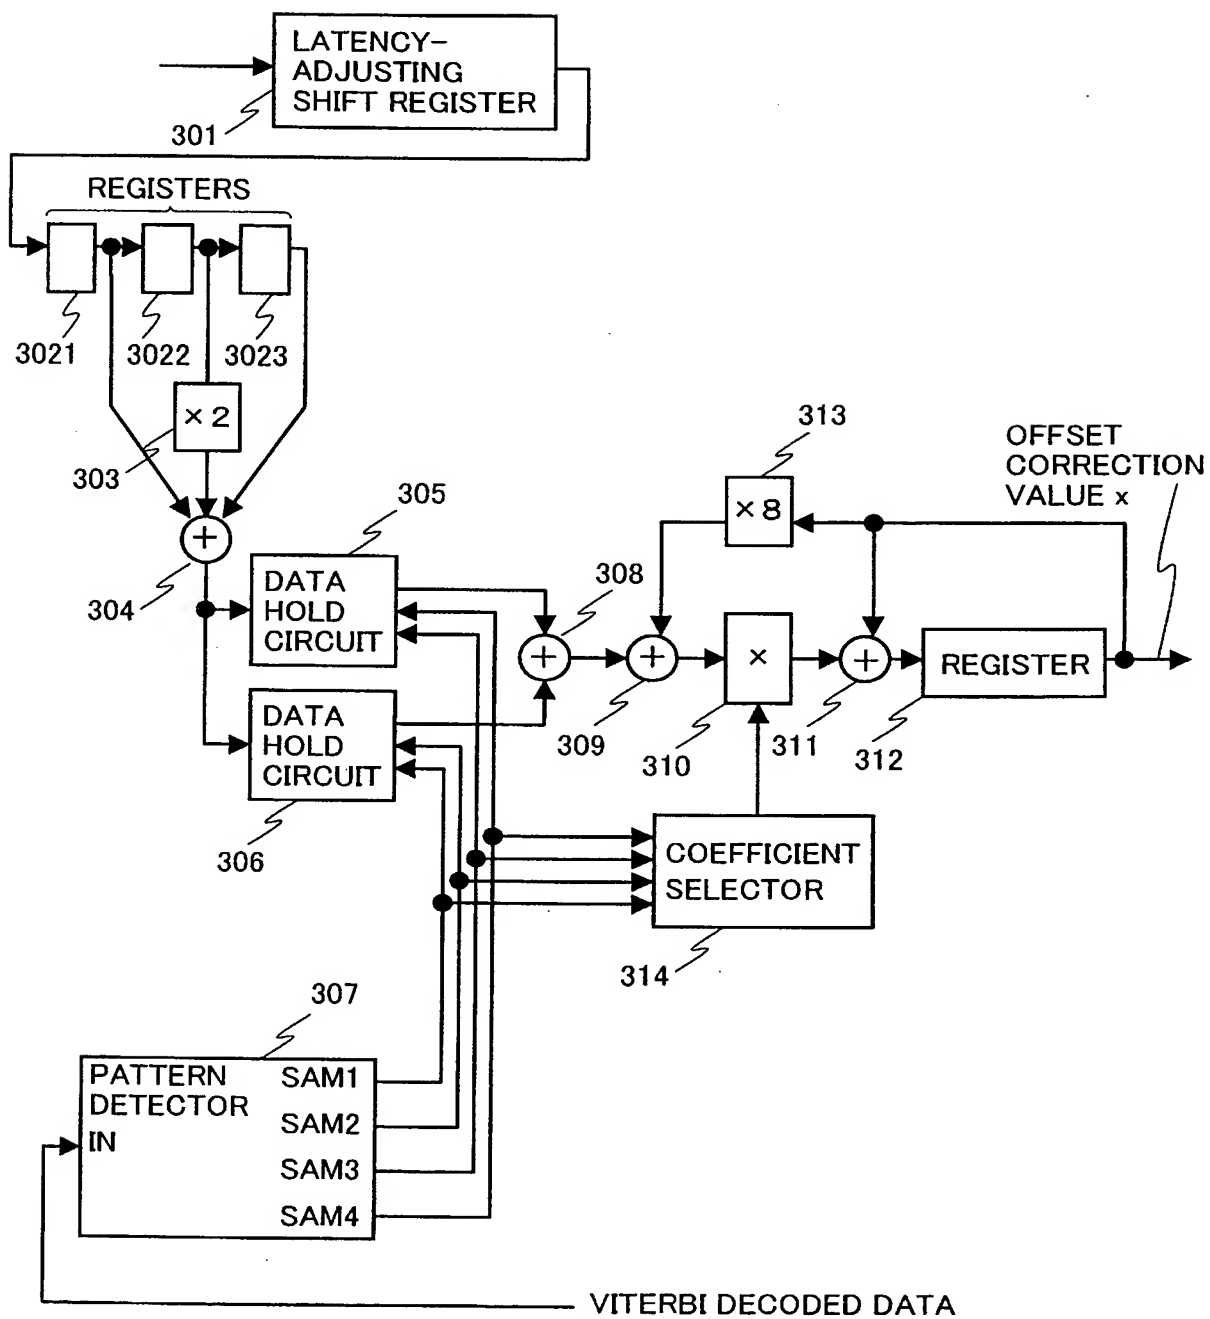 LATENCY-
ADJUSTING
SHIFT REGISTER
301
REGISTERS
3021
3022
3023
× 2
303
+
304
305
DATA
HOLD
CIRCUIT
DATA
HOLD
CIRCUIT
306
308
+
+
309
×
310
+
311
REGISTER
312
313
× 8
OFFSET
CORRECTION
VALUE x
COEFFICIENT
SELECTOR
314
307
PATTERN
DETECTOR
IN
SAM1
SAM2
SAM3
SAM4
VITERBI DECODED DATA